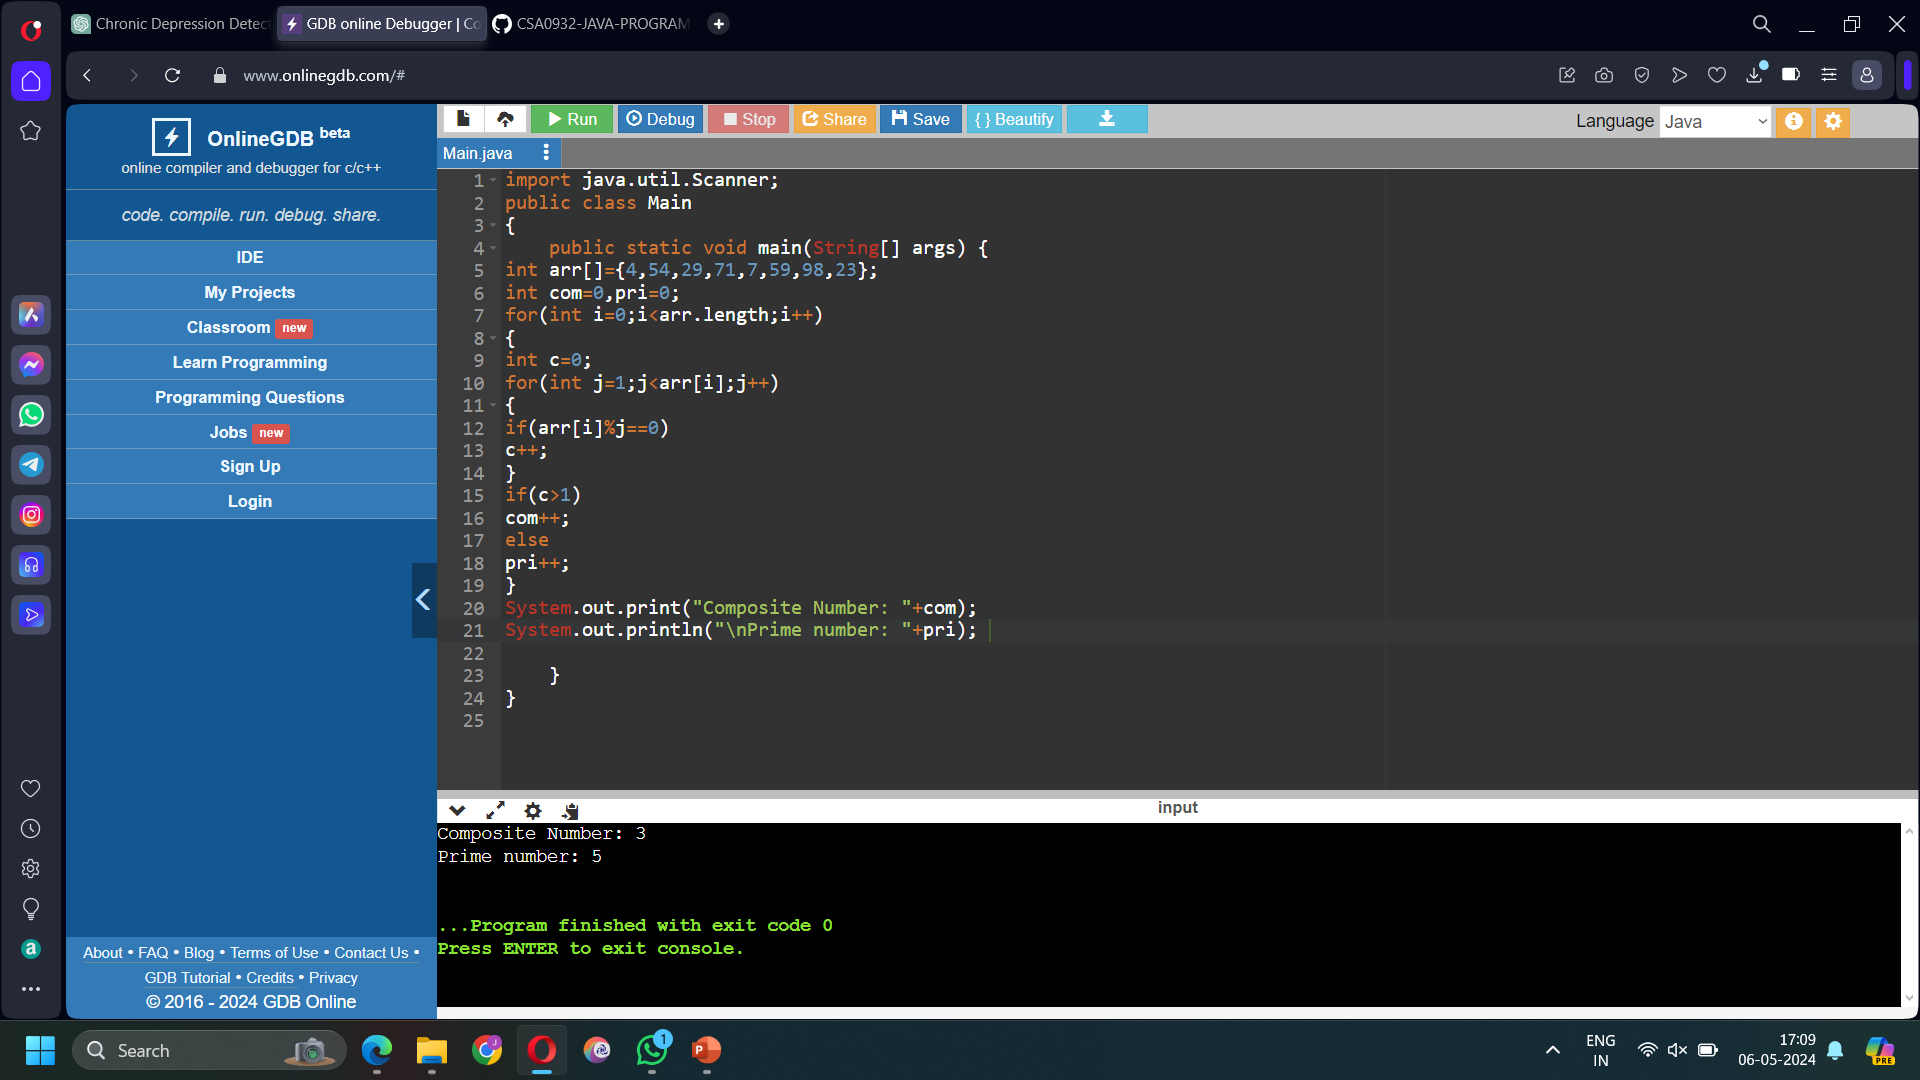 Chronic Depression Detec
GDB online Debugger | Co
CSA0932-JAVA-PROGRAM
www.onlinegdb.com/#
OnlineGDB beta
online compiler and debugger for c/c++
code. compile. run. debug. share.
IDE
My Projects
Classroom new
Learn Programming
Programming Questions
Jobs new
Sign Up
Login
About • FAQ • Blog • Terms of Use • Contact Us •
GDB Tutorial • Credits • Privacy
© 2016 - 2024 GDB Online
Run Debug Stop Share Save { } Beautify
Language Java
Main.java
1 import java.util.Scanner;
2 public class Main
3 {
4     public static void main(String[] args) {
5 int arr[]={4,54,29,71,7,59,98,23};
6 int com=0,pri=0;
7 for(int i=0;i<arr.length;i++)
8 {
9 int c=0;
10 for(int j=1;j<arr[i];j++)
11 {
12 if(arr[i]%j==0)
13 c++;
14 }
15 if(c>1)
16 com++;
17 else
18 pri++;
19 }
20 System.out.print("Composite Number: "+com);
21 System.out.println("\nPrime number: "+pri);
22
23     }
24 }
25
input
Composite Number: 3
Prime number: 5
...Program finished with exit code 0
Press ENTER to exit console.
Search
1
ENG
IN
17:09
06-05-2024
PRE